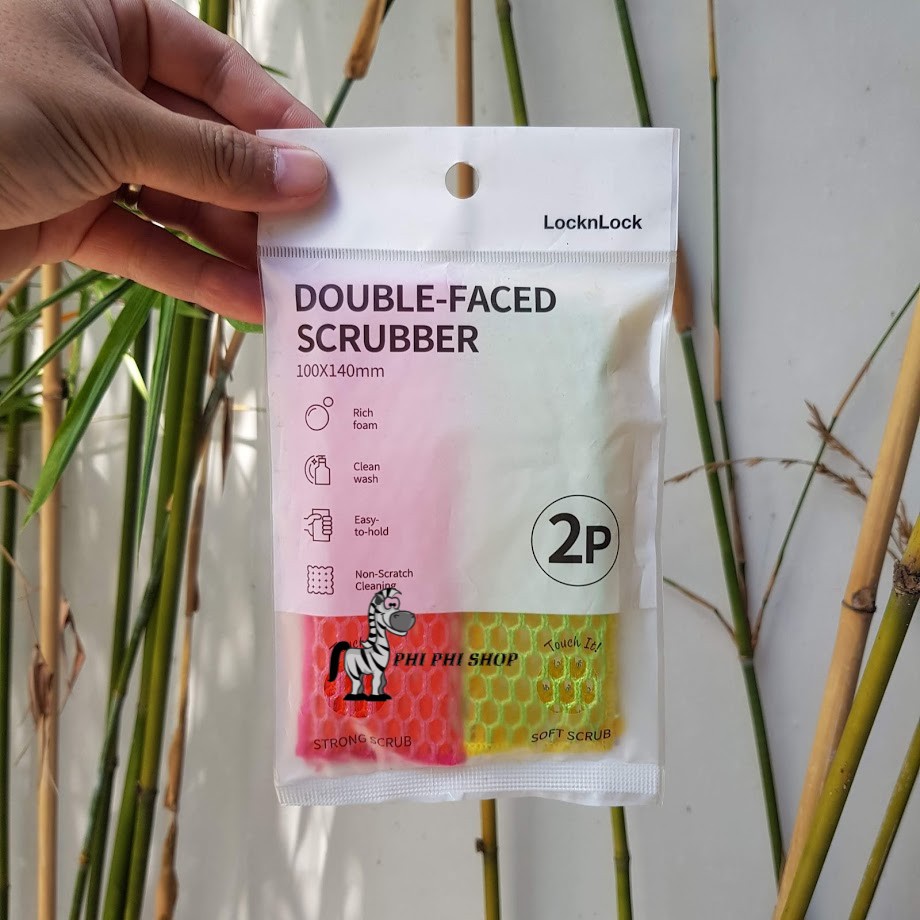 LocknLock
DOUBLE-FACED
SCRUBBER
100X140mm
Rich
foam
Clean
wash
Easy-
to-hold
Non-Scratch
Cleaning
2P
PHI PHI SHOP
Touch It!
STRONG SCRUB
SOFT SCRUB